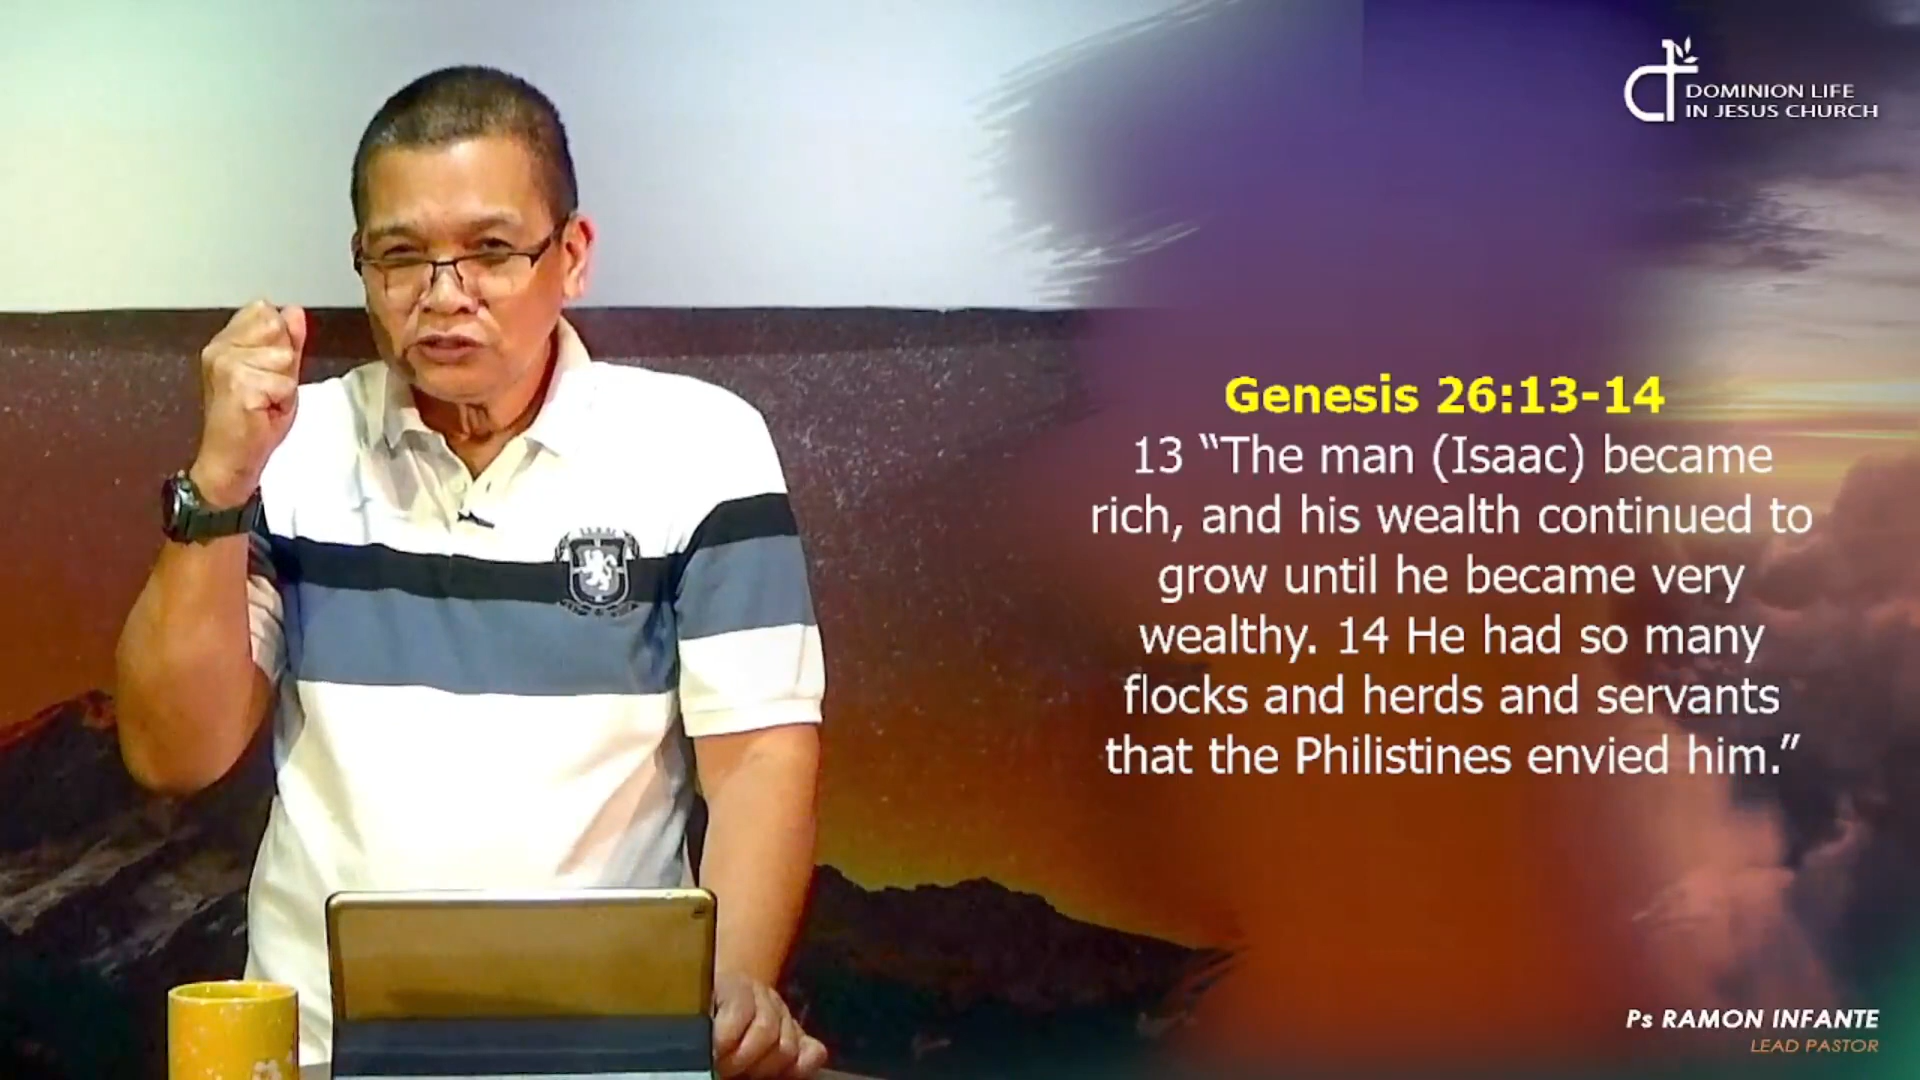 DOMINION LIFE
IN JESUS CHURCH
Genesis 26:13-14
13 “The man (Isaac) became
rich, and his wealth continued to
grow until he became very
wealthy. 14 He had so many
flocks and herds and servants
that the Philistines envied him.”
Ps RAMON INFANTE
LEAD PASTOR